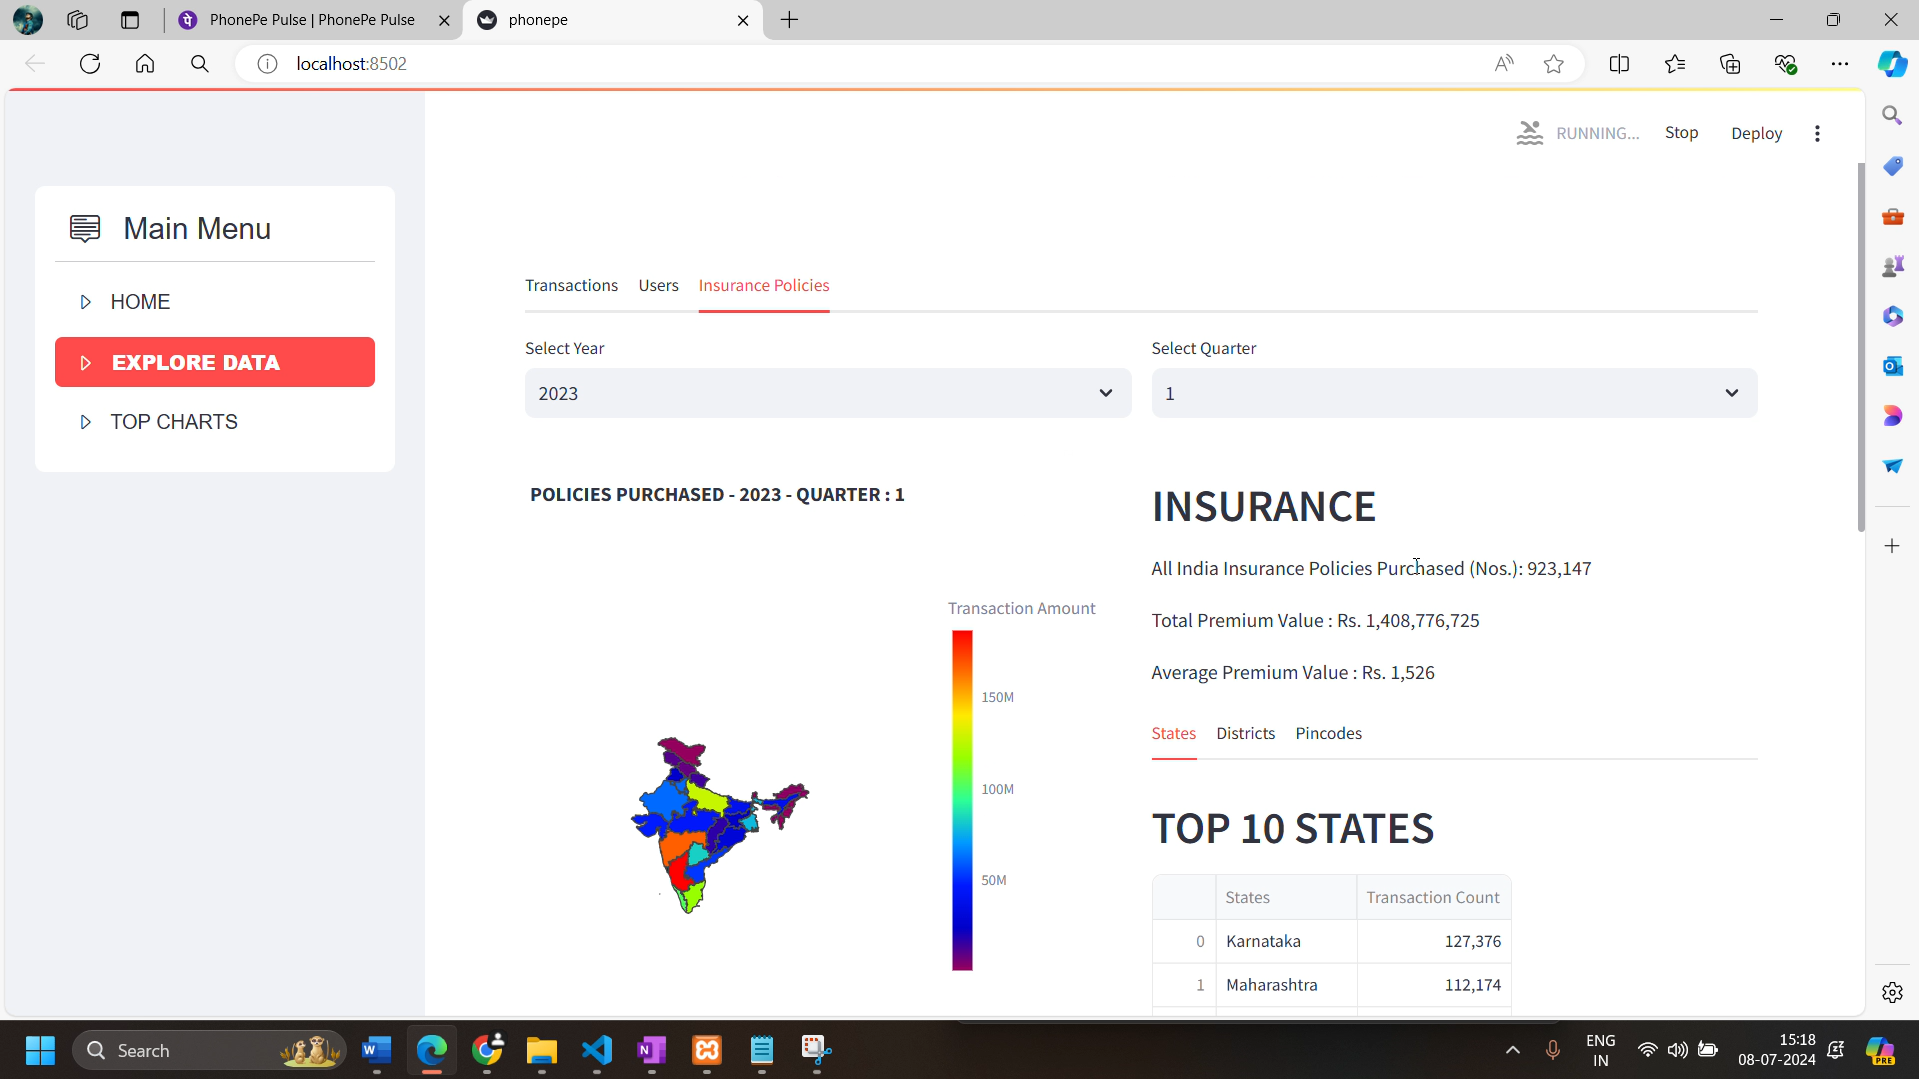 PhonePe Pulse | PhonePe Pulse
phonepe
localhost:8502
RUNNING...
Stop
Deploy
Main Menu
HOME
EXPLORE DATA
TOP CHARTS
Transactions
Users
Insurance Policies
Select Year
2023
Select Quarter
1
POLICIES PURCHASED - 2023 - QUARTER : 1
Transaction Amount
150M
100M
50M
INSURANCE
All India Insurance Policies Purchased (Nos.): 923,147
Total Premium Value : Rs. 1,408,776,725
Average Premium Value : Rs. 1,526
States
Districts
Pincodes
TOP 10 STATES
States
Transaction Count
0
Karnataka
127,376
1
Maharashtra
112,174
Search
ENG
IN
15:18
08-07-2024
PRE